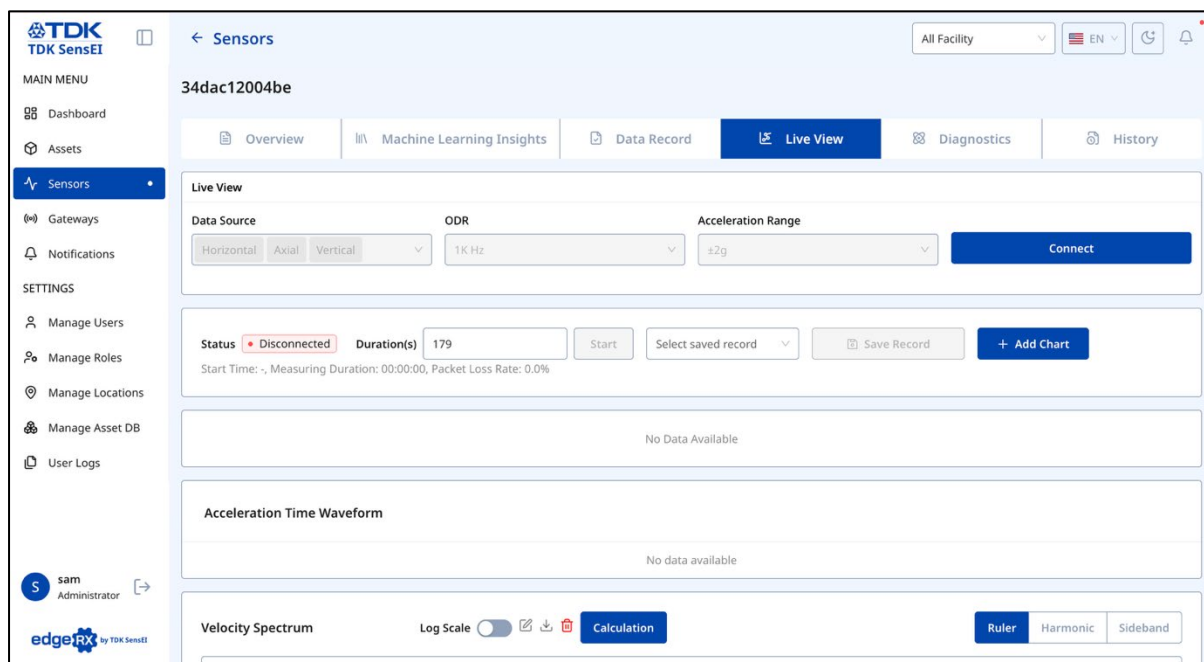 TDK
TDK SensEI
MAIN MENU
Dashboard
Assets
Sensors
Gateways
Notifications
SETTINGS
Manage Users
Manage Roles
Manage Locations
Manage Asset DB
User Logs
S
sam
Administrator
edgeRX by TDK SensEI
← Sensors
All Facility
EN
34dac12004be
Overview
Machine Learning Insights
Data Record
Live View
Diagnostics
History
Live View
Data Source
ODR
Acceleration Range
Horizontal Axial Vertical
1K Hz
±2g
Connect
Status • Disconnected Duration(s) 179 Start Select saved record Save Record + Add Chart
Start Time: -, Measuring Duration: 00:00:00, Packet Loss Rate: 0.0%
No Data Available
Acceleration Time Waveform
No data available
Velocity Spectrum Log Scale Calculation Ruler Harmonic Sideband